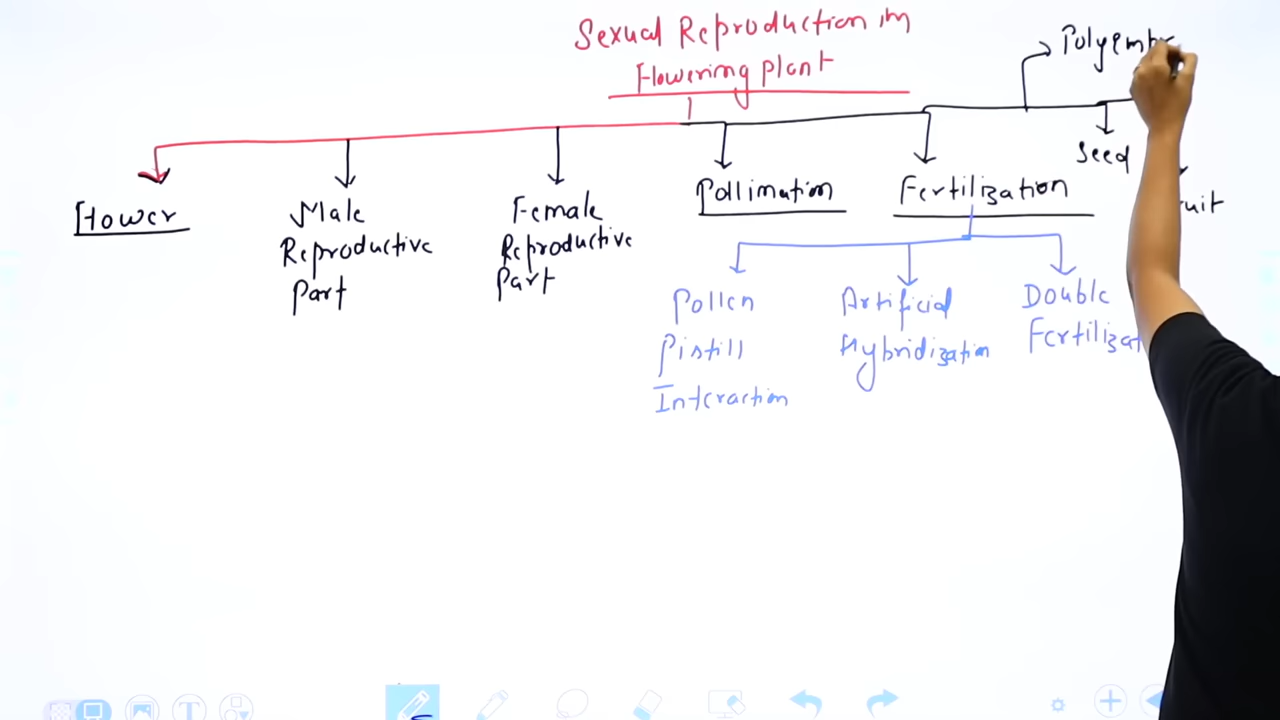 Sexual Reproduction in
Flowering plant
Flower
Male
Reproductive
Part
Female
Reproductive
Part
Pollination
Fertilization
Seed
Pollen
Pistill
Interaction
Artificial
Hybridization
Double